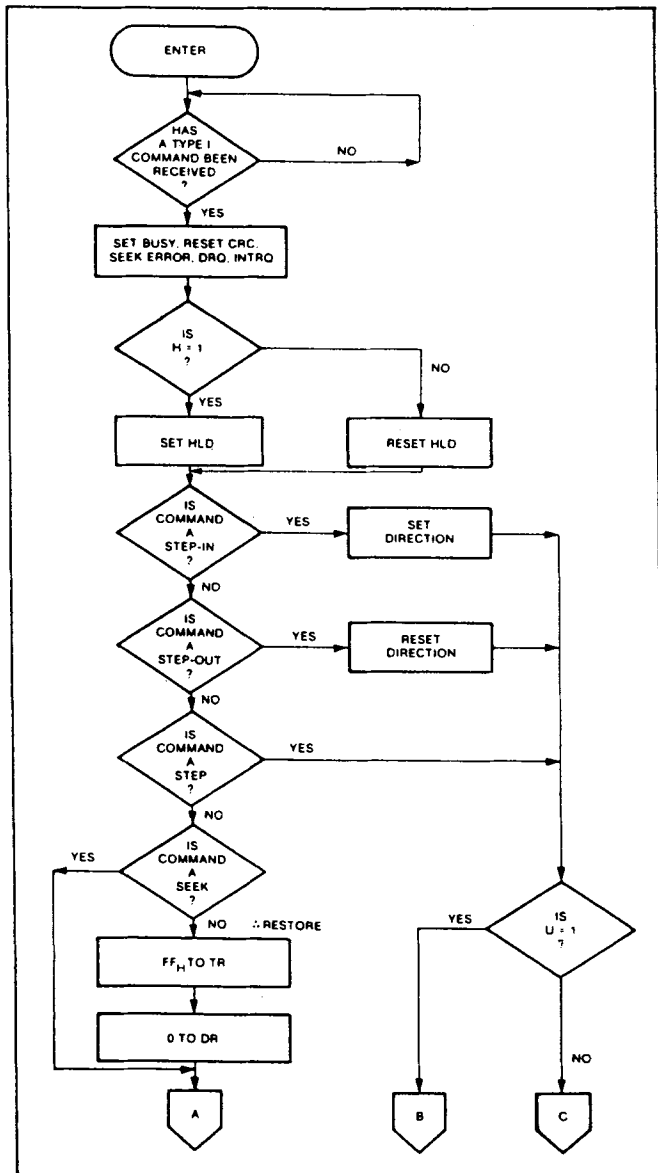 ENTER
HAS
A TYPE I
COMMAND BEEN
RECEIVED
?
NO
YES
SET BUSY, RESET CRC,
SEEK ERROR, DRQ, INTRQ
IS
H = 1
?
NO
YES
SET HLD
RESET HLD
IS
COMMAND
A
STEP-IN
?
YES
SET
DIRECTION
NO
IS
COMMAND
A
STEP-OUT
?
YES
RESET
DIRECTION
NO
IS
COMMAND
A
STEP
?
YES
NO
IS
COMMAND
A
SEEK
?
YES
NO ∴ RESTORE
FFH TO TR
0 TO DR
A
IS
U = 1
?
YES
NO
B
C